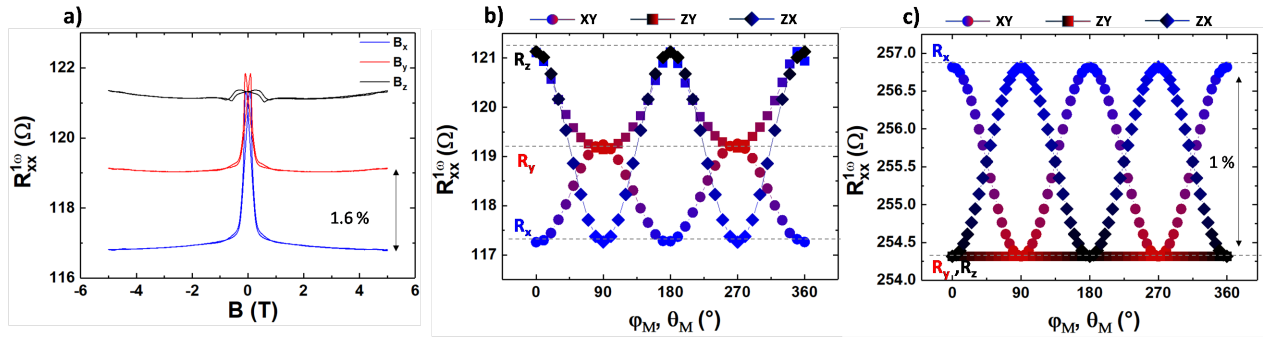 a)
B_x
B_y
B_z
122
120
118
116
R_xx^1ω (Ω)
1.6 %
-6 -4 -2 0 2 4 6
B (T)
b)
XY ZY ZX
121
119
117
R_xx^1ω (Ω)
R_z
R_y
R_x
0 90 180 270 360
φ_M, θ_M (°)
c)
XY ZY ZX
257.0
256.5
256.0
255.5
255.0
254.5
254.0
R_xx^1ω (Ω)
R_x
1 %
R_y, R_z
0 90 180 270 360
φ_M, θ_M (°)